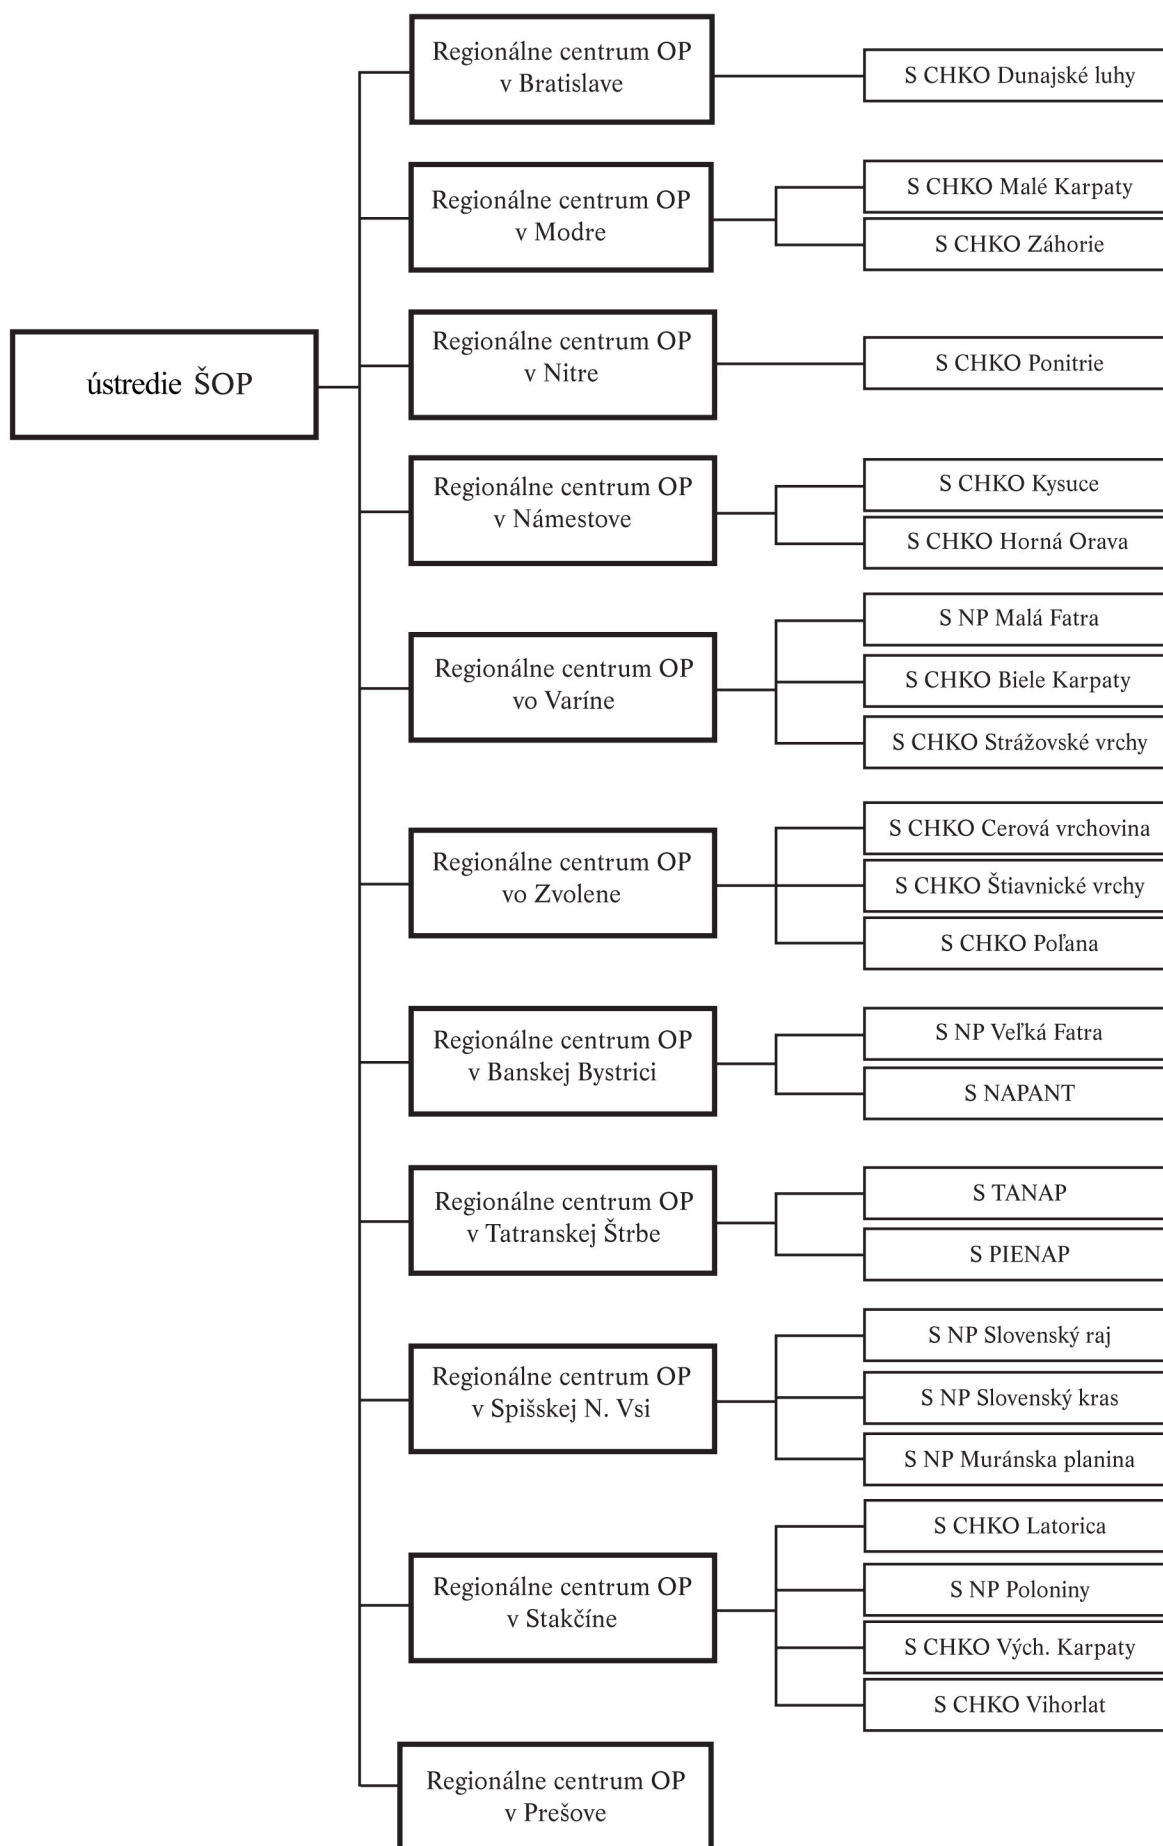 ústredie ŠOP
Regionálne centrum OP
v Bratislave
S CHKO Dunajské luhy
Regionálne centrum OP
v Modre
S CHKO Malé Karpaty
S CHKO Záhorie
Regionálne centrum OP
v Nitre
S CHKO Ponitrie
Regionálne centrum OP
v Námestove
S CHKO Kysuce
S CHKO Horná Orava
Regionálne centrum OP
vo Varíne
S NP Malá Fatra
S CHKO Biele Karpaty
S CHKO Strážovské vrchy
Regionálne centrum OP
vo Zvolene
S CHKO Cerová vrchovina
S CHKO Štiavnické vrchy
S CHKO Poľana
Regionálne centrum OP
v Banskej Bystrici
S NP Veľká Fatra
S NAPANT
Regionálne centrum OP
v Tatranskej Štrbe
S TANAP
S PIENAP
Regionálne centrum OP
v Spišskej N. Vsi
S NP Slovenský raj
S NP Slovenský kras
S NP Muránska planina
Regionálne centrum OP
v Stakčíne
S CHKO Latorica
S NP Poloniny
S CHKO Vých. Karpaty
S CHKO Vihorlat
Regionálne centrum OP
v Prešove